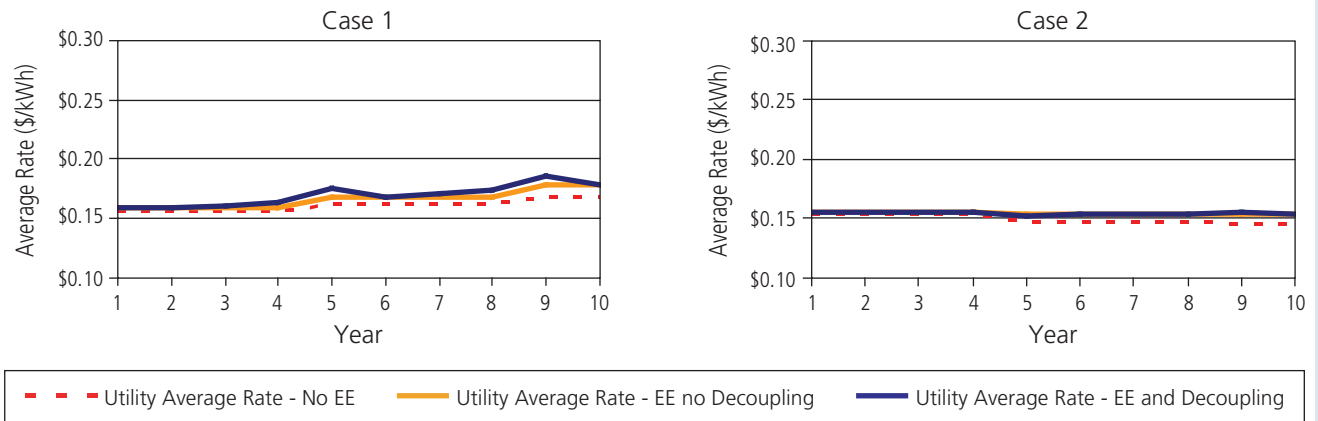 Case 1
Average Rate ($/kWh)
$0.30
$0.25
$0.20
$0.15
$0.10
1 2 3 4 5 6 7 8 9 10
Year
Case 2
Average Rate ($/kWh)
$0.30
$0.25
$0.20
$0.15
$0.10
1 2 3 4 5 6 7 8 9 10
Year
Utility Average Rate - No EE
Utility Average Rate - EE no Decoupling
Utility Average Rate - EE and Decoupling